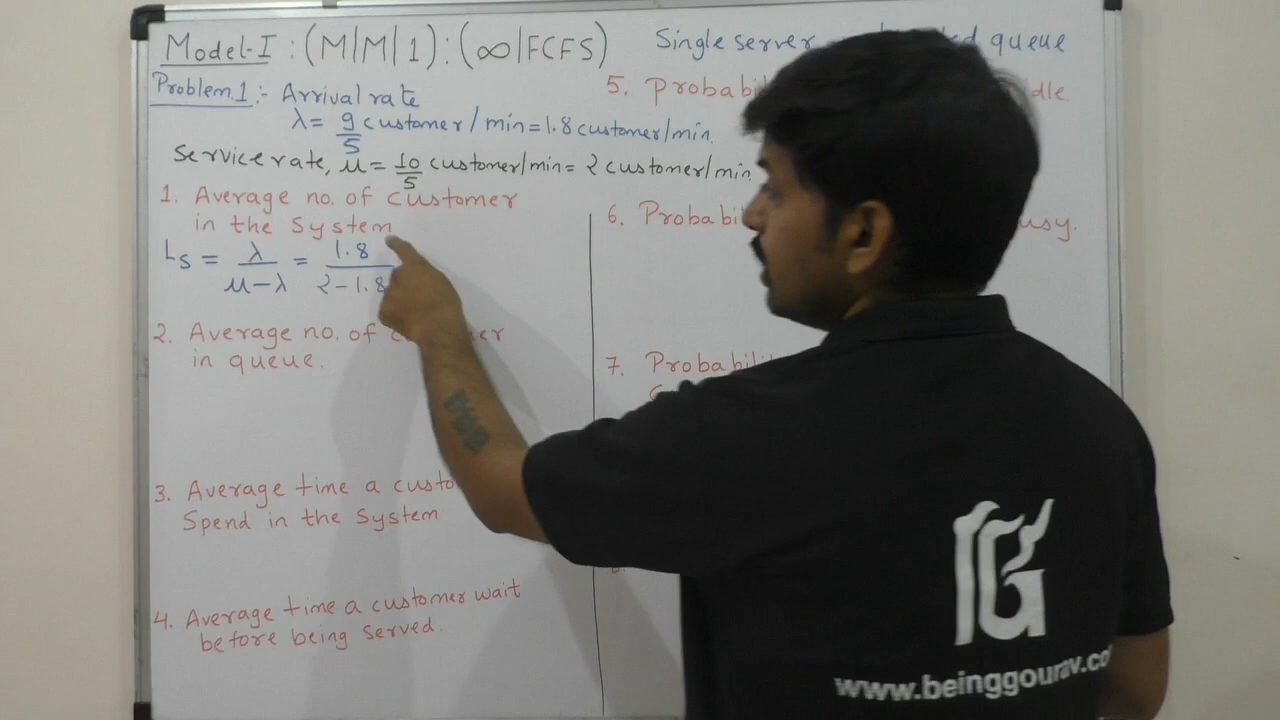 Model-I : (M|M|1) : (∞|FCFS)
Single server queue
Problem.1:- Arrival rate
λ = 9/5 customer / min = 1.8 customer/min.
Service rate, μ = 10/5 customer/min = 2 customer/min
1. Average no. of customer
in the System
Ls = λ/(μ-λ) = 1.8/(2-1.8
2. Average no. of
in queue.
3. Average time a
Spend in the System
4. Average time a customer wait
before being served.
5.
6.
7.
www.beinggourav.co